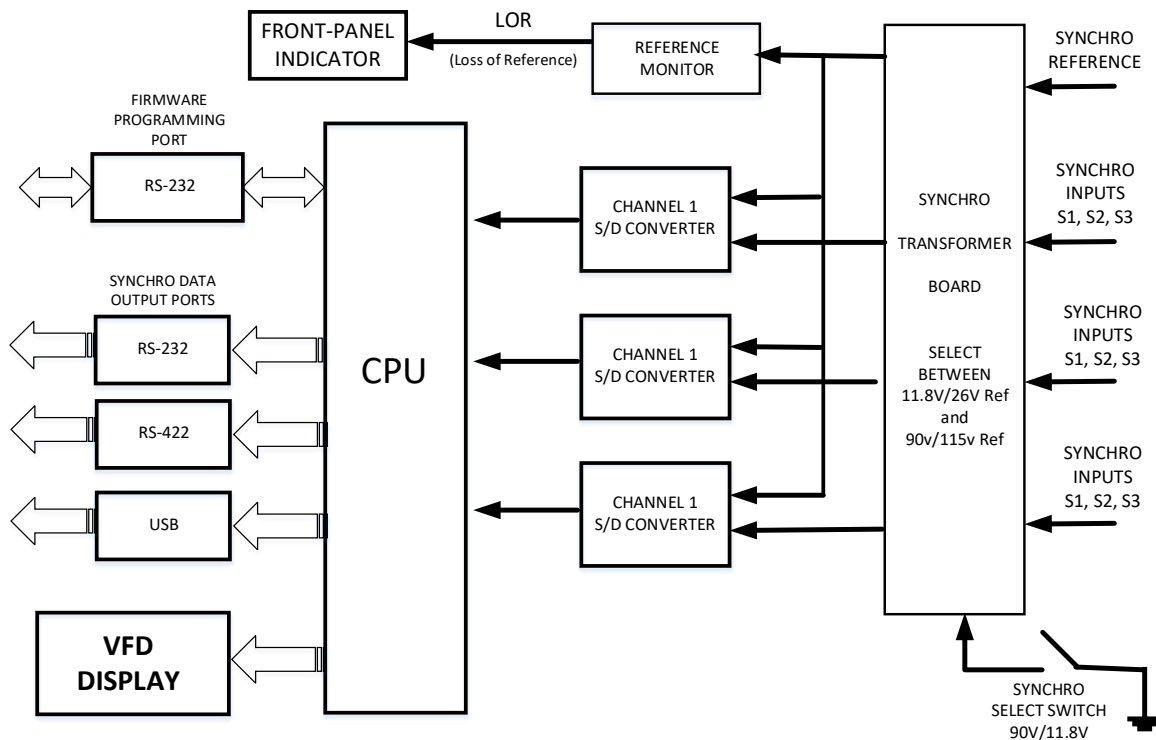 FRONT-PANEL
INDICATOR
LOR
(Loss of Reference)
REFERENCE
MONITOR
SYNCHRO
REFERENCE
FIRMWARE
PROGRAMMING
PORT
RS-232
CHANNEL 1
S/D CONVERTER
SYNCHRO
TRANSFORMER
BOARD
SELECT
BETWEEN
11.8V/26V Ref
and
90v/115v Ref
SYNCHRO
INPUTS
S1, S2, S3
SYNCHRO DATA
OUTPUT PORTS
RS-232
CPU
CHANNEL 1
S/D CONVERTER
SYNCHRO
INPUTS
S1, S2, S3
RS-422
USB
CHANNEL 1
S/D CONVERTER
SYNCHRO
INPUTS
S1, S2, S3
VFD
DISPLAY
SYNCHRO
SELECT SWITCH
90V/11.8V